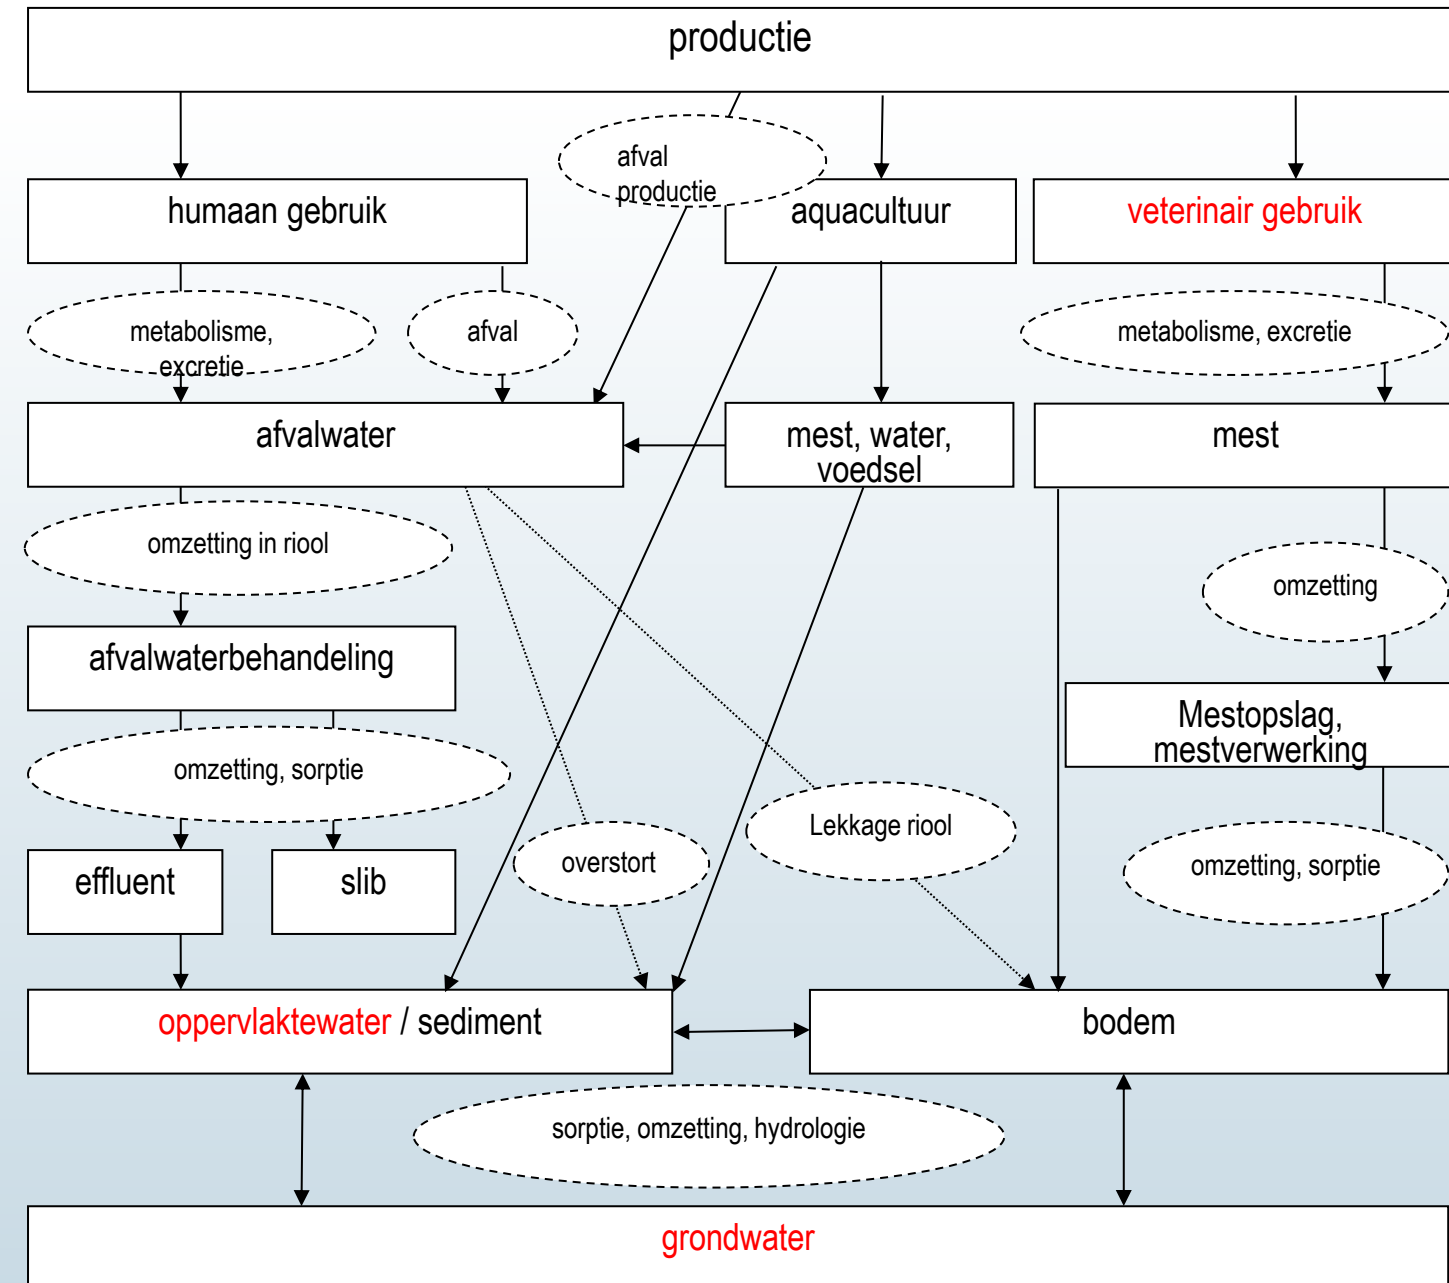 productie
afval
productie
humaan gebruik
aquacultuur
veterinair gebruik
metabolisme,
excretie
afval
metabolisme, excretie
afvalwater
mest, water,
voedsel
mest
omzetting in riool
omzetting
afvalwaterbehandeling
Mestopslag,
mestverwerking
omzetting, sorptie
Lekkage riool
overstort
omzetting, sorptie
effluent
slib
oppervlaktewater / sediment
bodem
sorptie, omzetting, hydrologie
grondwater